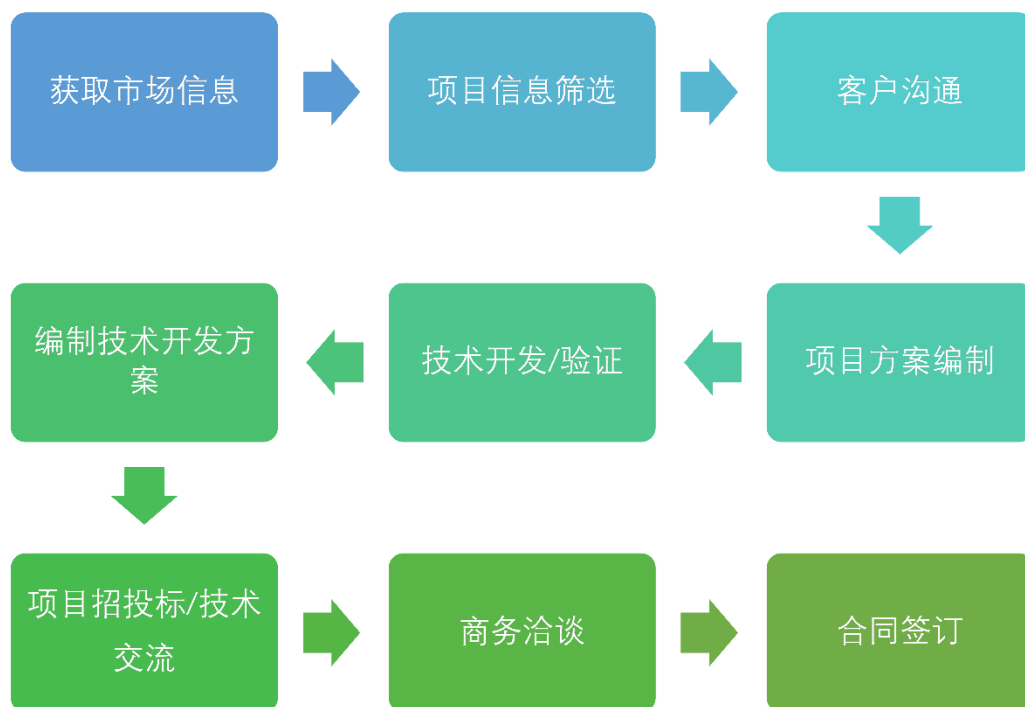 获取市场信息
项目信息筛选
客户沟通
项目方案编制
技术开发/验证
编制技术开发方
案
项目招投标/技术
交流
商务洽谈
合同签订